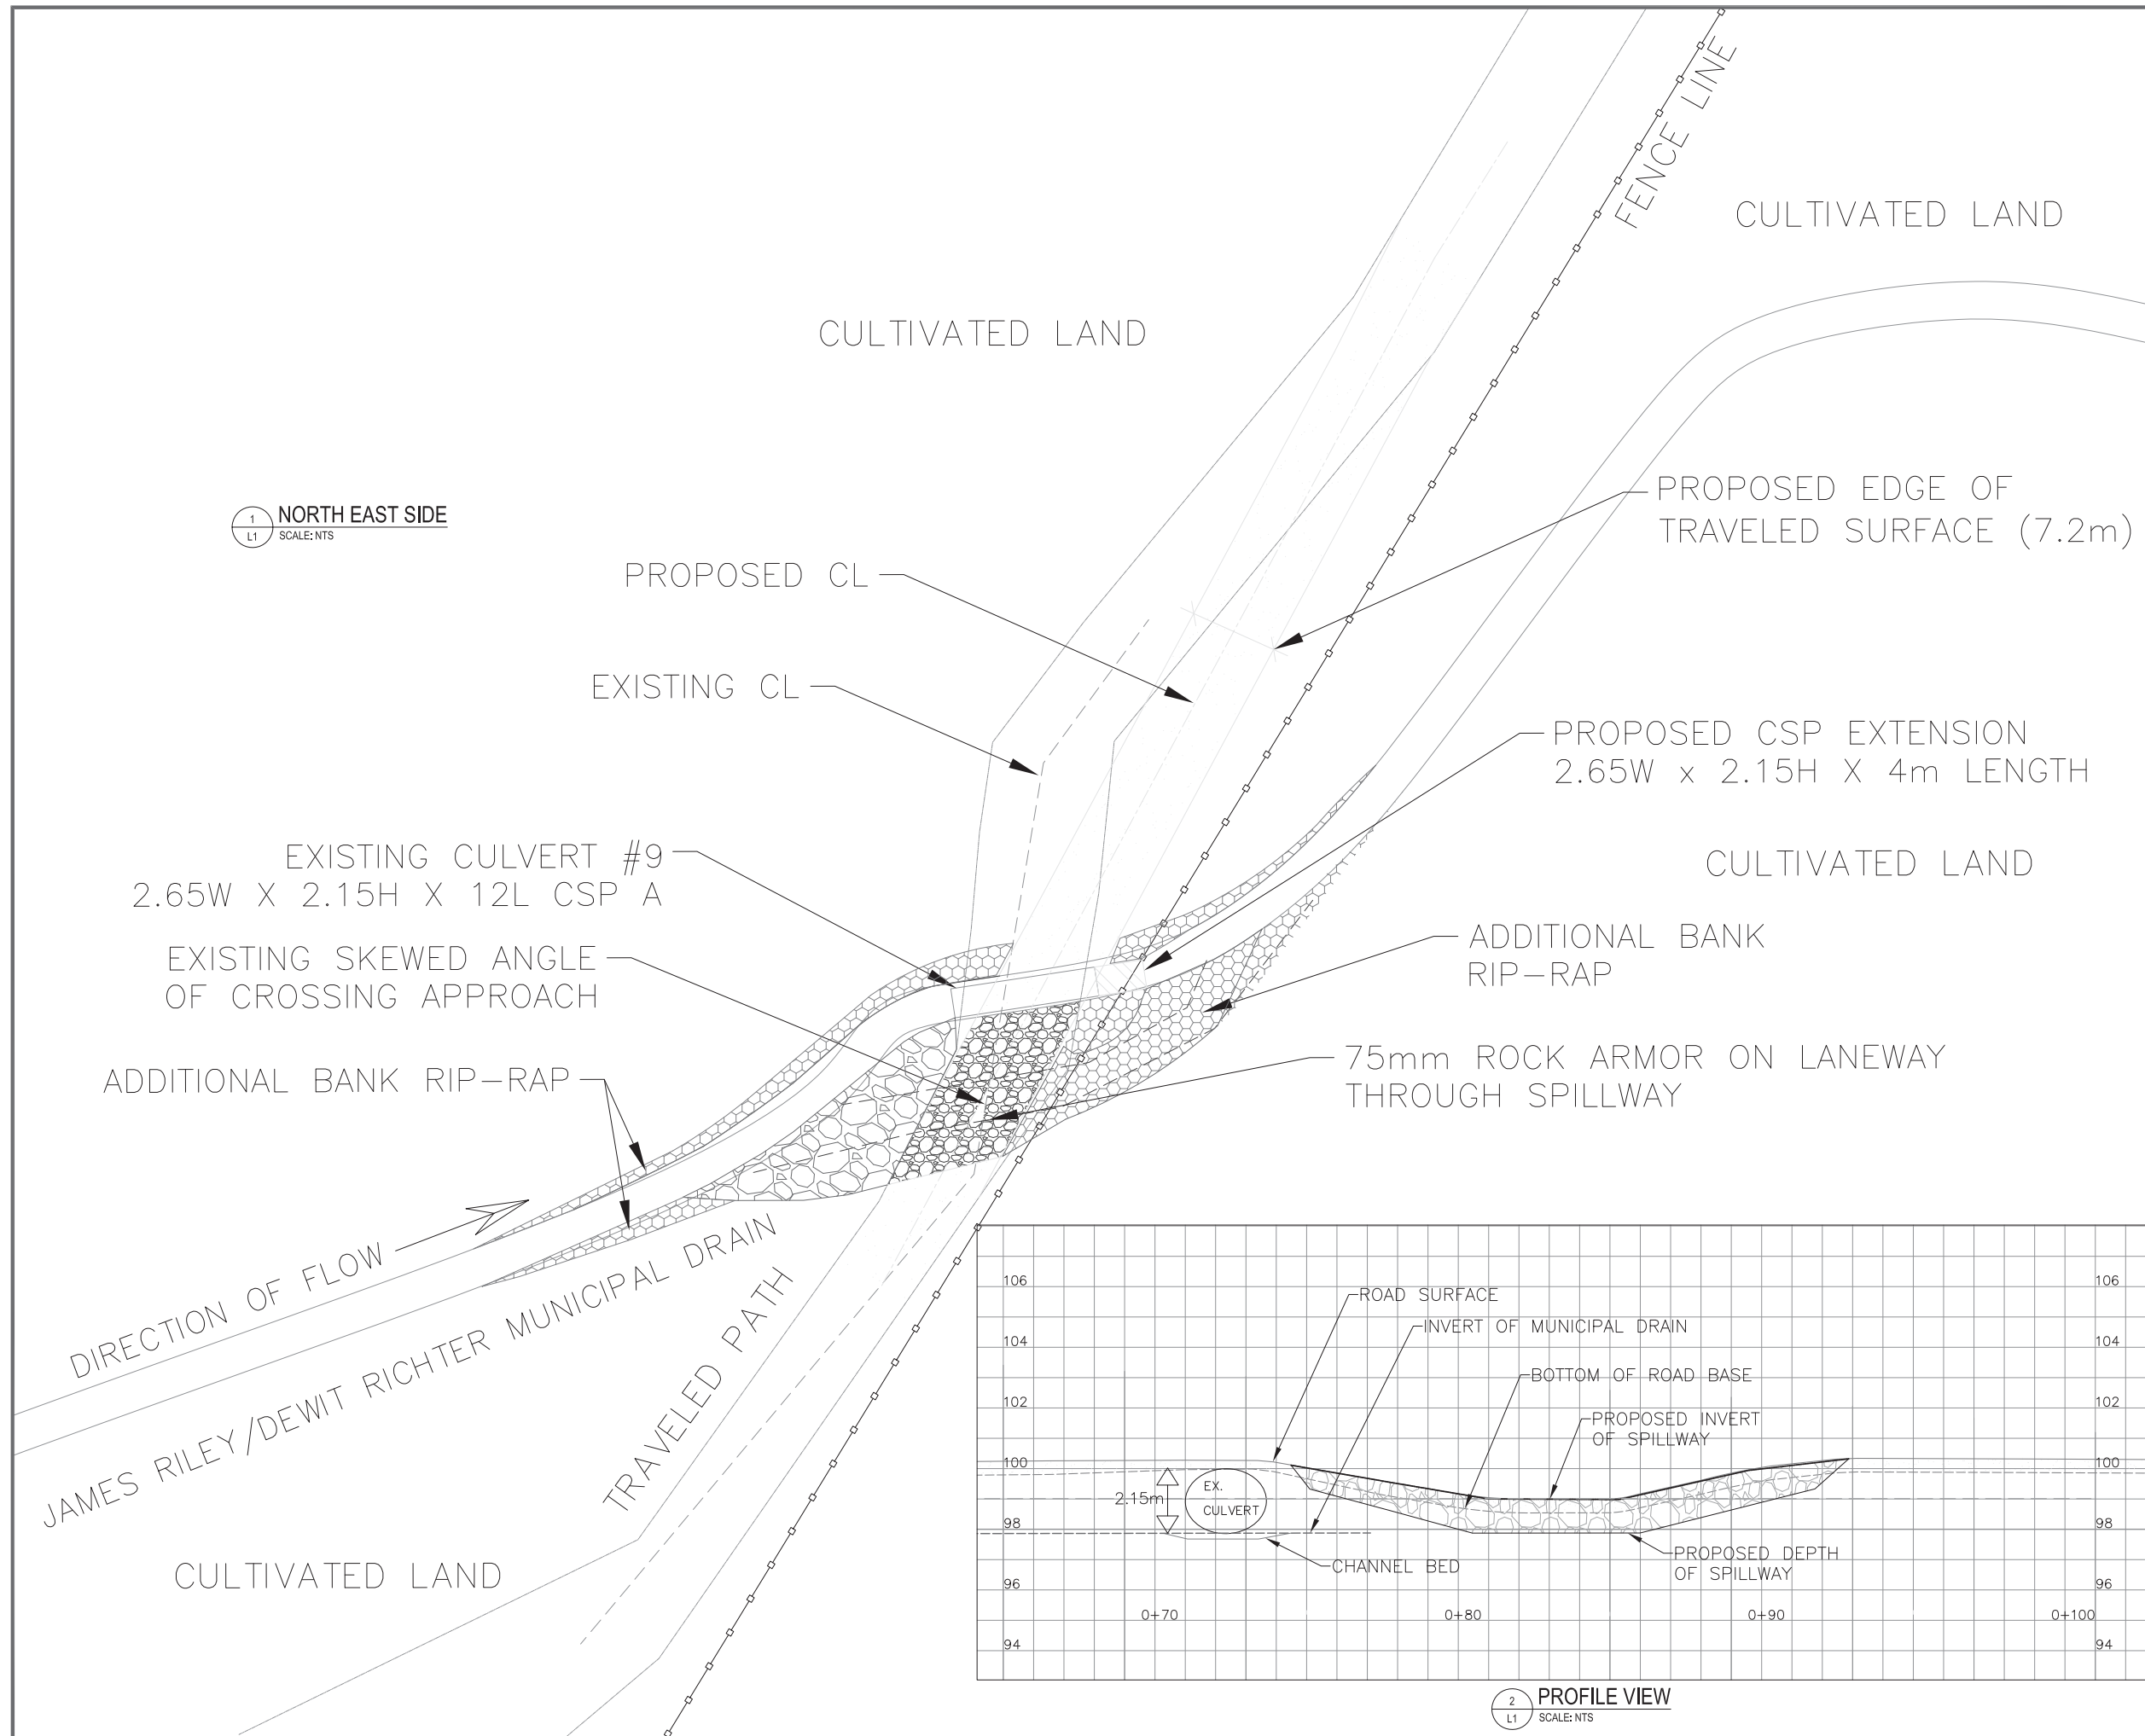 FENCE LINE
CULTIVATED LAND
CULTIVATED LAND
PROPOSED EDGE OF
TRAVELED SURFACE (7.2m)
1
L1
NORTH EAST SIDE
SCALE: NTS
PROPOSED CL
EXISTING CL
PROPOSED CSP EXTENSION
2.65W x 2.15H X 4m LENGTH
EXISTING CULVERT #9
2.65W X 2.15H X 12L CSP A
CULTIVATED LAND
EXISTING SKEWED ANGLE
OF CROSSING APPROACH
ADDITIONAL BANK
RIP-RAP
ADDITIONAL BANK RIP-RAP
75mm ROCK ARMOR ON LANEWAY
THROUGH SPILLWAY
DIRECTION OF FLOW
JAMES RILEY/DEWIT RICHTER MUNICIPAL DRAIN
TRAVELED PATH
CULTIVATED LAND
106
106
ROAD SURFACE
INVERT OF MUNICIPAL DRAIN
104
104
BOTTOM OF ROAD BASE
102
102
PROPOSED INVERT
OF SPILLWAY
100
100
2.15m
EX.
CULVERT
98
98
CHANNEL BED
PROPOSED DEPTH
OF SPILLWAY
96
96
0+70
0+80
0+90
0+100
94
94
2
L1
PROFILE VIEW
SCALE: NTS